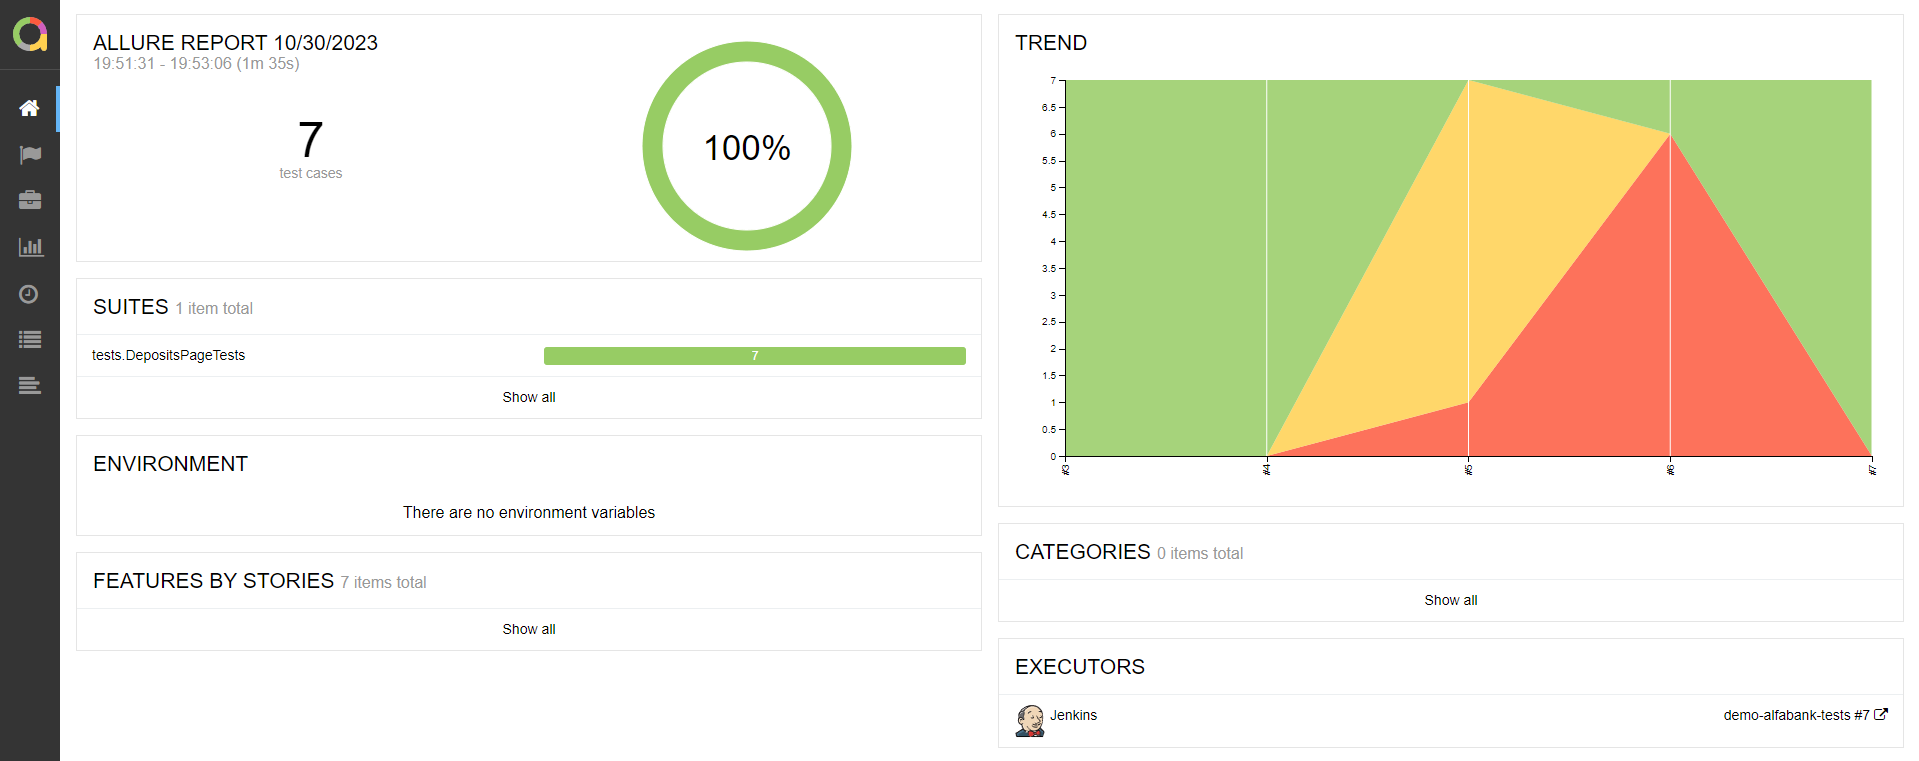 ALLURE REPORT 10/30/2023
19:51:31 - 19:53:06 (1m 35s)
7
test cases
100%
SUITES 1 item total
tests.DepositsPageTests 7
Show all
ENVIRONMENT
There are no environment variables
FEATURES BY STORIES 7 items total
Show all
TREND
7
6.5
6
5.5
5
4.5
4
3.5
3
2.5
2
1.5
1
0.5
0
#3
#4
#5
#6
#7
CATEGORIES 0 items total
Show all
EXECUTORS
Jenkins demo-alfabank-tests #7